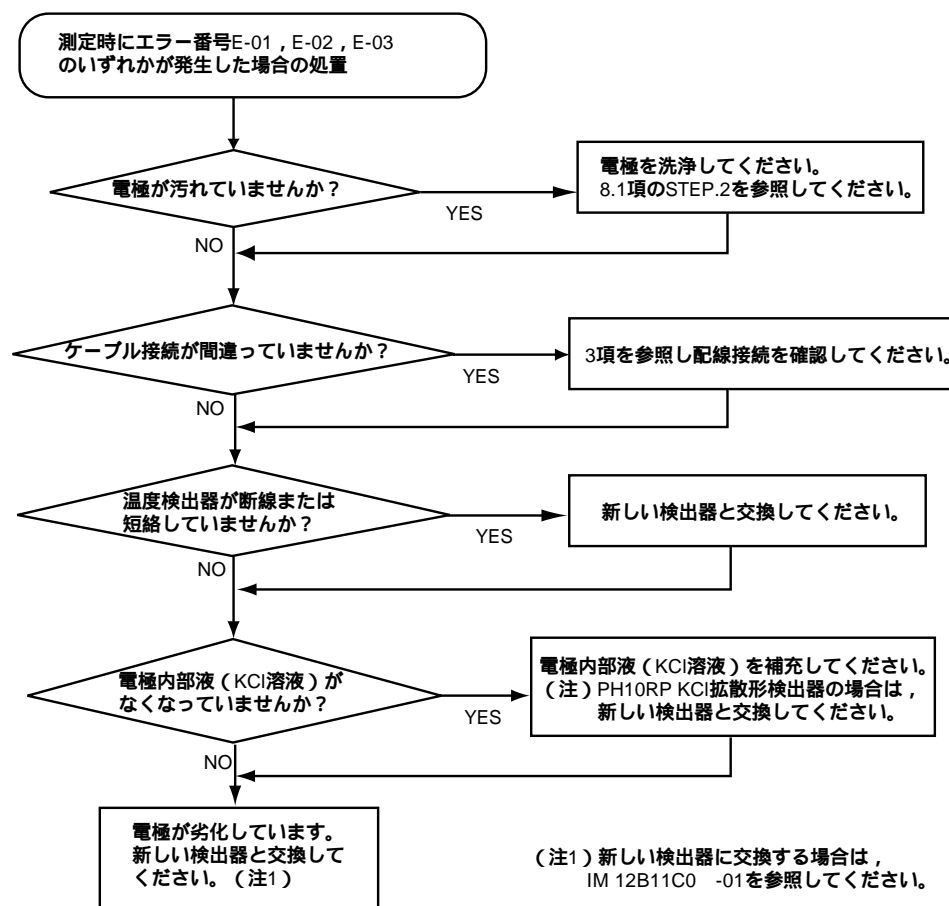 測定時にエラー番号E-01，E-02，E-03
のいずれかが発生した場合の処置
電極が汚れていませんか？
YES
電極を洗浄してください。
8.1項のSTEP.2を参照してください。
NO
ケーブル接続が間違っていませんか？
YES
3項を参照し配線接続を確認してください。
NO
温度検出器が断線または
短絡していませんか？
YES
新しい検出器と交換してください。
NO
電極内部液（KCl溶液）が
なくなっていませんか？
YES
電極内部液（KCl溶液）を補充してください。
（注）PH10RP KCl拡散形検出器の場合は，
新しい検出器と交換してください。
NO
電極が劣化しています。
新しい検出器と交換して
ください。（注1）
（注1）新しい検出器に交換する場合は，
IM 12B11C0　-01を参照してください。